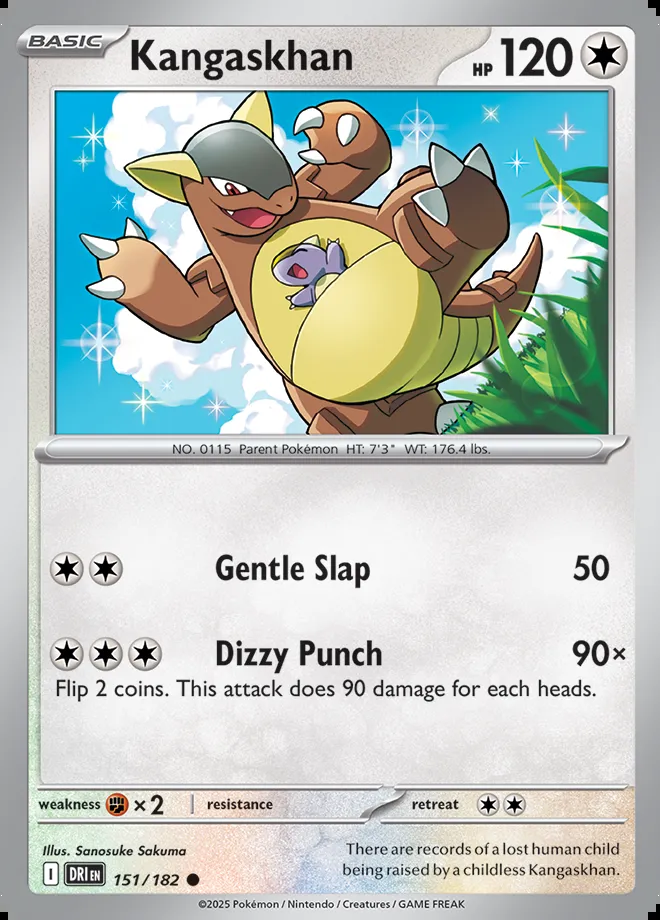 BASIC
Kangaskhan
HP 120
NO. 0115 Parent Pokémon HT: 7'3" WT: 176.4 lbs.
Gentle Slap 50
Dizzy Punch 90×
Flip 2 coins. This attack does 90 damage for each heads.
weakness ×2 resistance retreat
Illus. Sanosuke Sakuma
There are records of a lost human child
being raised by a childless Kangaskhan.
I DRI EN 151/182
©2025 Pokémon / Nintendo / Creatures / GAME FREAK